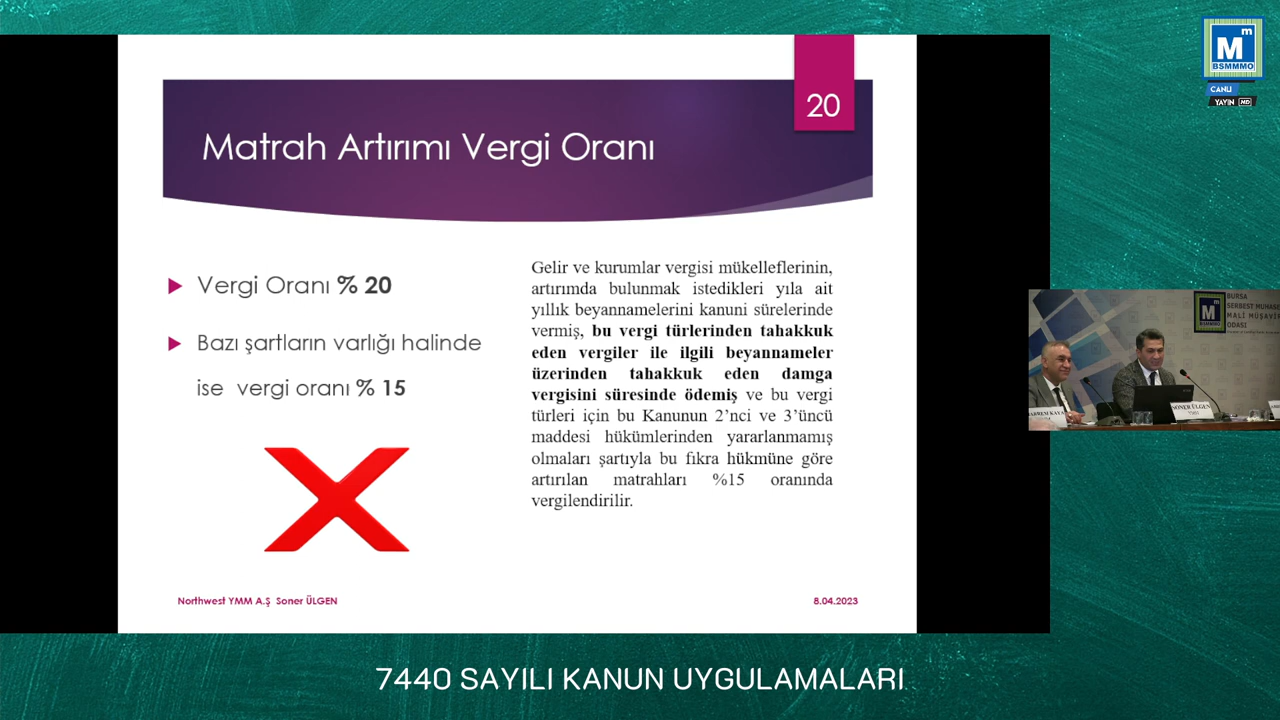 20
Matrah Artırımı Vergi Oranı
Vergi Oranı % 20
Bazı şartların varlığı halinde
ise vergi oranı % 15
Gelir ve kurumlar vergisi mükelleflerinin,
artırımda bulunmak istedikleri yıla ait
yıllık beyannamelerini kanuni sürelerinde
vermiş, bu vergi türlerinden tahakkuk
eden vergiler ile ilgili beyannameler
üzerinden tahakkuk eden damga
vergisini süresinde ödemiş ve bu vergi
türleri için bu Kanunun 2’nci ve 3’üncü
maddesi hükümlerinden yararlanmamış
olmaları şartıyla bu fıkra hükmüne göre
artırılan matrahları %15 oranında
vergilendirilir.
Northwest YMM A.Ş Soner ÜLGEN
8.04.2023
Mm
BSMMMO
CANLI
YAYIN HD
BURSA
SERBEST MUHASE
MALİ MÜŞAVİR
ODASI
SONER ÜLGEN
7440 SAYILI KANUN UYGULAMALARI